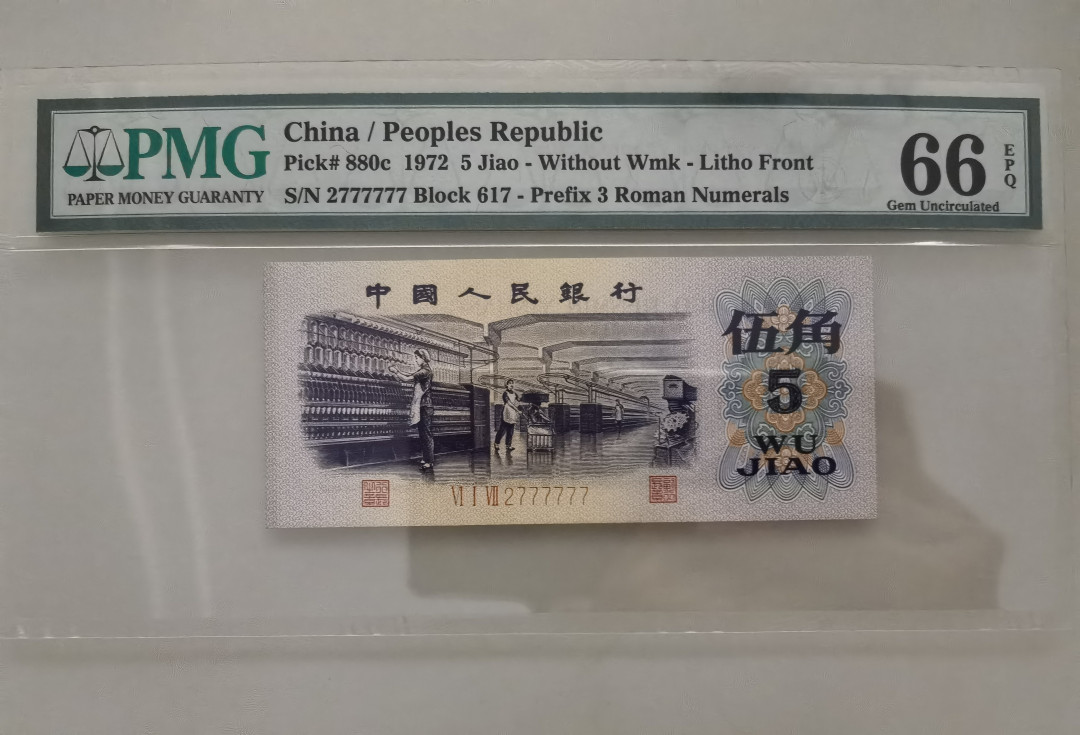 PMG
PAPER MONEY GUARANTY
China / Peoples Republic
Pick# 880c 1972 5 Jiao - Without Wmk - Litho Front
S/N 2777777 Block 617 - Prefix 3 Roman Numerals
66
EPQ
Gem Uncirculated
中國人民銀行
伍角
5
WU
JIAO
VI I VII 2777777